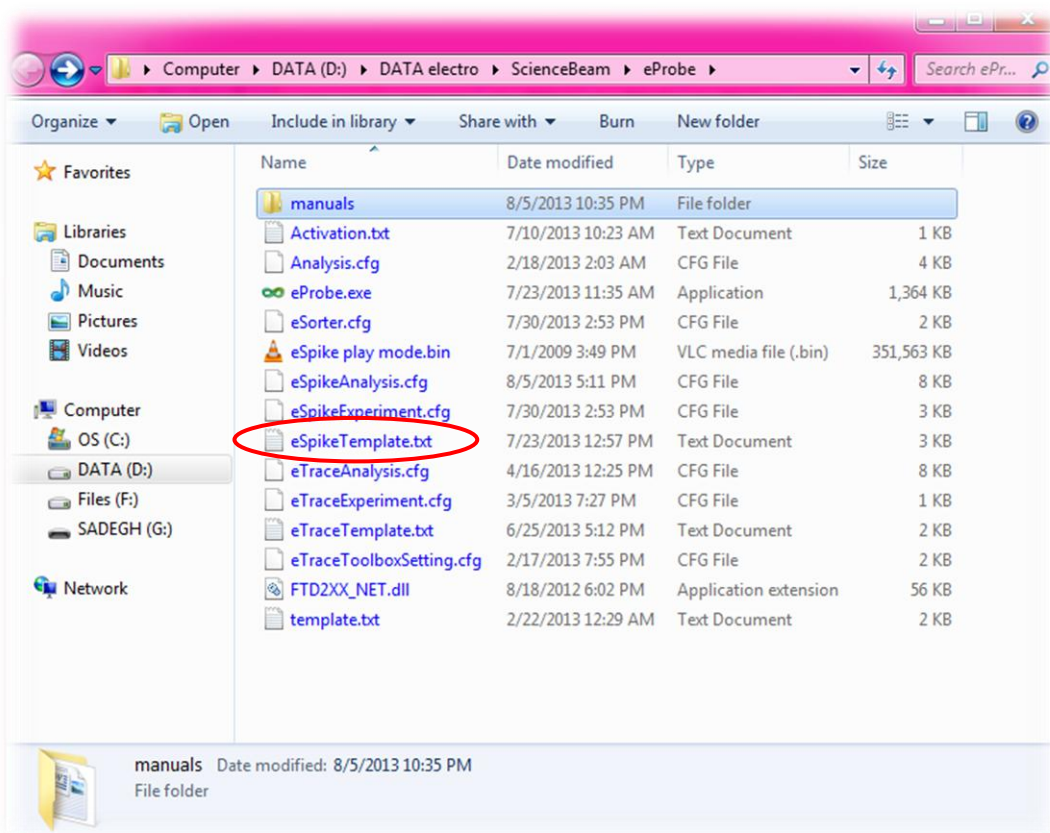 Computer DATA (D:) DATA electro ScienceBeam eProbe Search ePr...
Organize Open Include in library Share with Burn New folder
Favorites
Libraries
Documents
Music
Pictures
Videos
Computer
OS (C:)
DATA (D:)
Files (F:)
SADEGH (G:)
Network
Name Date modified Type Size
manuals 8/5/2013 10:35 PM File folder
Activation.txt 7/10/2013 10:23 AM Text Document 1 KB
Analysis.cfg 2/18/2013 2:03 AM CFG File 4 KB
eProbe.exe 7/23/2013 11:35 AM Application 1,364 KB
eSorter.cfg 7/30/2013 2:53 PM CFG File 2 KB
eSpike play mode.bin 7/1/2009 3:49 PM VLC media file (.bin) 351,563 KB
eSpikeAnalysis.cfg 8/5/2013 5:11 PM CFG File 8 KB
eSpikeExperiment.cfg 7/30/2013 2:53 PM CFG File 3 KB
eSpikeTemplate.txt 7/23/2013 12:57 PM Text Document 3 KB
eTraceAnalysis.cfg 4/16/2013 12:25 PM CFG File 8 KB
eTraceExperiment.cfg 3/5/2013 7:27 PM CFG File 1 KB
eTraceTemplate.txt 6/25/2013 5:12 PM Text Document 2 KB
eTraceToolboxSetting.cfg 2/17/2013 7:55 PM CFG File 2 KB
FTD2XX_NET.dll 8/18/2012 6:02 PM Application extension 56 KB
template.txt 2/22/2013 12:29 AM Text Document 2 KB
manuals Date modified: 8/5/2013 10:35 PM
File folder